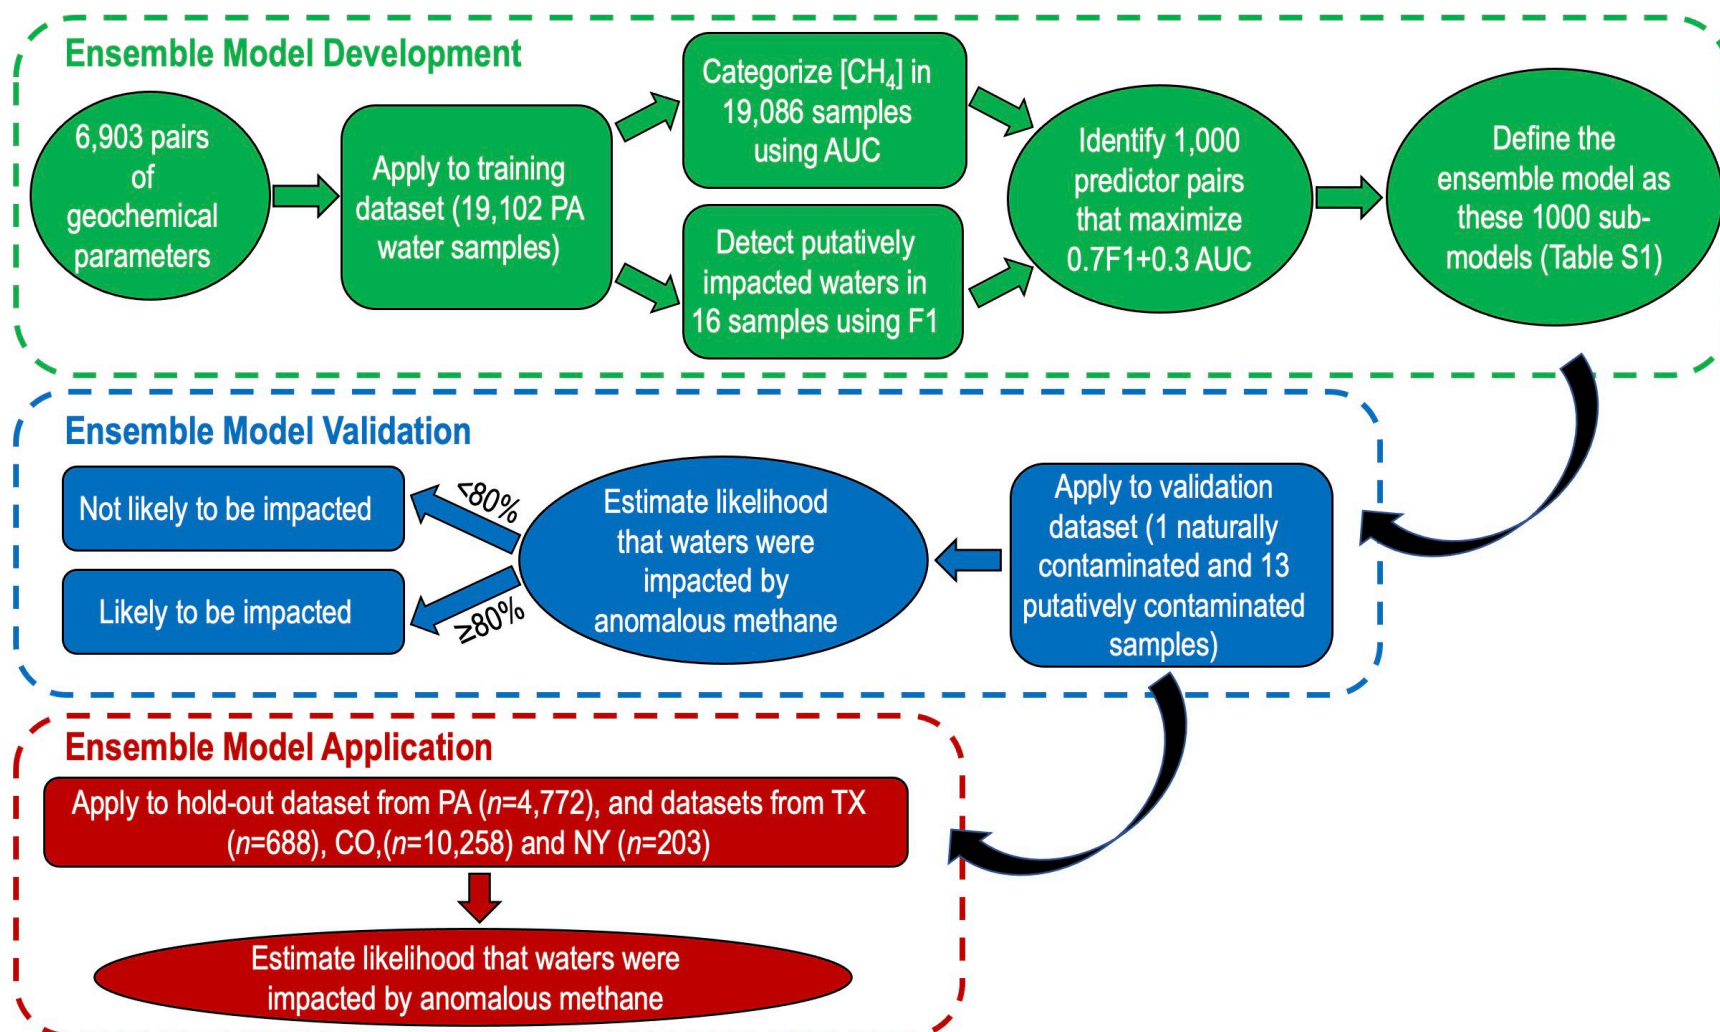 Ensemble Model Development
6,903 pairs
of
geochemical
parameters
Apply to training
dataset (19,102 PA
water samples)
Categorize [CH₄] in
19,086 samples
using AUC
Detect putatively
impacted waters in
16 samples using F1
Identify 1,000
predictor pairs
that maximize
0.7F1+0.3 AUC
Define the
ensemble model as
these 1000 sub-
models (Table S1)
Ensemble Model Validation
Not likely to be impacted
Likely to be impacted
<80%
≥80%
Estimate likelihood
that waters were
impacted by
anomalous methane
Apply to validation
dataset (1 naturally
contaminated and 13
putatively contaminated
samples)
Ensemble Model Application
Apply to hold-out dataset from PA (n=4,772), and datasets from TX
(n=688), CO,(n=10,258) and NY (n=203)
Estimate likelihood that waters were
impacted by anomalous methane